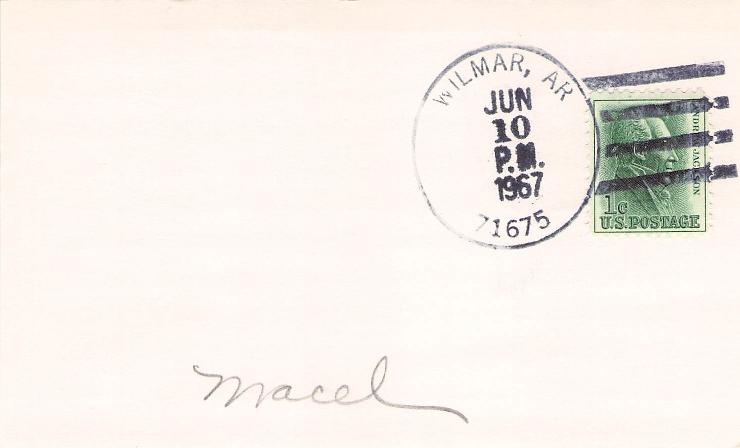 WILMAR, AR
JUN
10
P.M.
1967
71675
ANDREW JACKSON
1c
U.S. POSTAGE
Macel